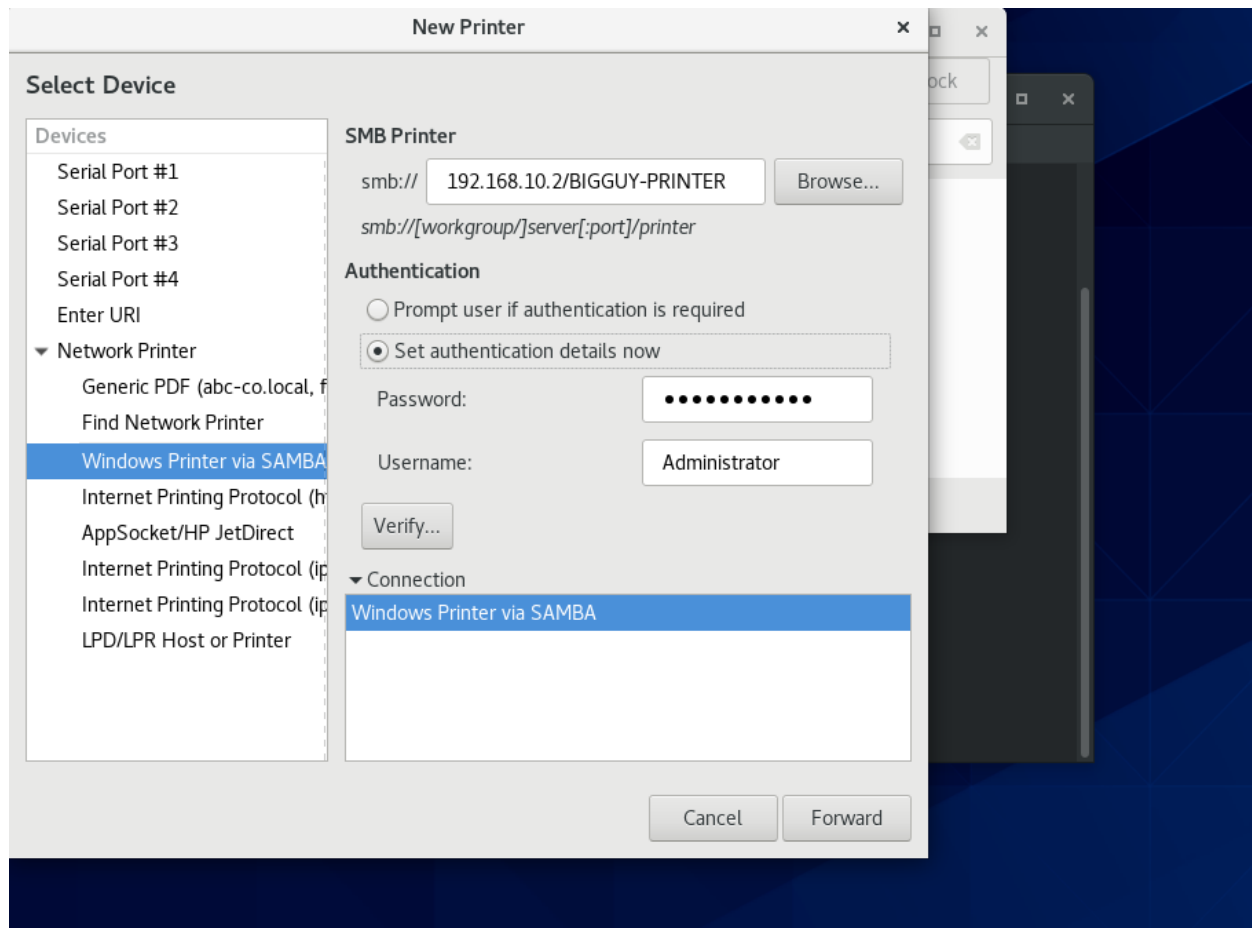 New Printer
Select Device
Devices
Serial Port #1
Serial Port #2
Serial Port #3
Serial Port #4
Enter URI
Network Printer
Generic PDF (abc-co.local, f
Find Network Printer
Windows Printer via SAMBA
Internet Printing Protocol (h
AppSocket/HP JetDirect
Internet Printing Protocol (ip
Internet Printing Protocol (ip
LPD/LPR Host or Printer
SMB Printer
smb:// 192.168.10.2/BIGGUY-PRINTER Browse...
smb://[workgroup/]server[:port]/printer
Authentication
Prompt user if authentication is required
Set authentication details now
Password: ●●●●●●●●●●●
Username: Administrator
Verify...
Connection
Windows Printer via SAMBA
Cancel Forward
ock